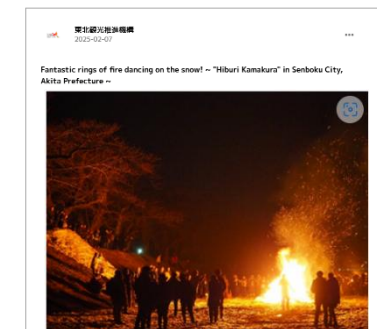 東北観光推進機構
2025-02-07
Fantastic rings of fire dancing on the snow! ~ "Hiburi Kamakura" in Senboku City,
Akita Prefecture ~